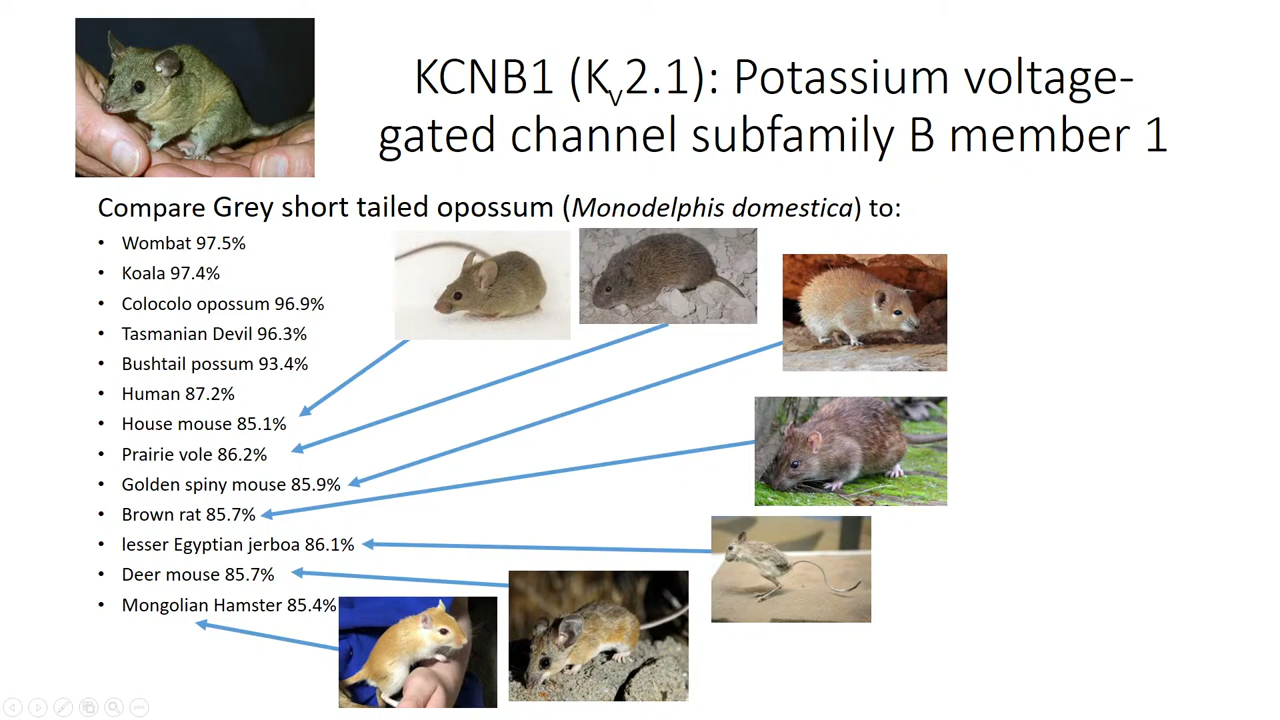 KCNB1 (Kv2.1): Potassium voltage-
gated channel subfamily B member 1
Compare Grey short tailed opossum (Monodelphis domestica) to:
• Wombat 97.5%
• Koala 97.4%
• Colocolo opossum 96.9%
• Tasmanian Devil 96.3%
• Bushtail possum 93.4%
• Human 87.2%
• House mouse 85.1%
• Prairie vole 86.2%
• Golden spiny mouse 85.9%
• Brown rat 85.7%
• lesser Egyptian jerboa 86.1%
• Deer mouse 85.7%
• Mongolian Hamster 85.4%